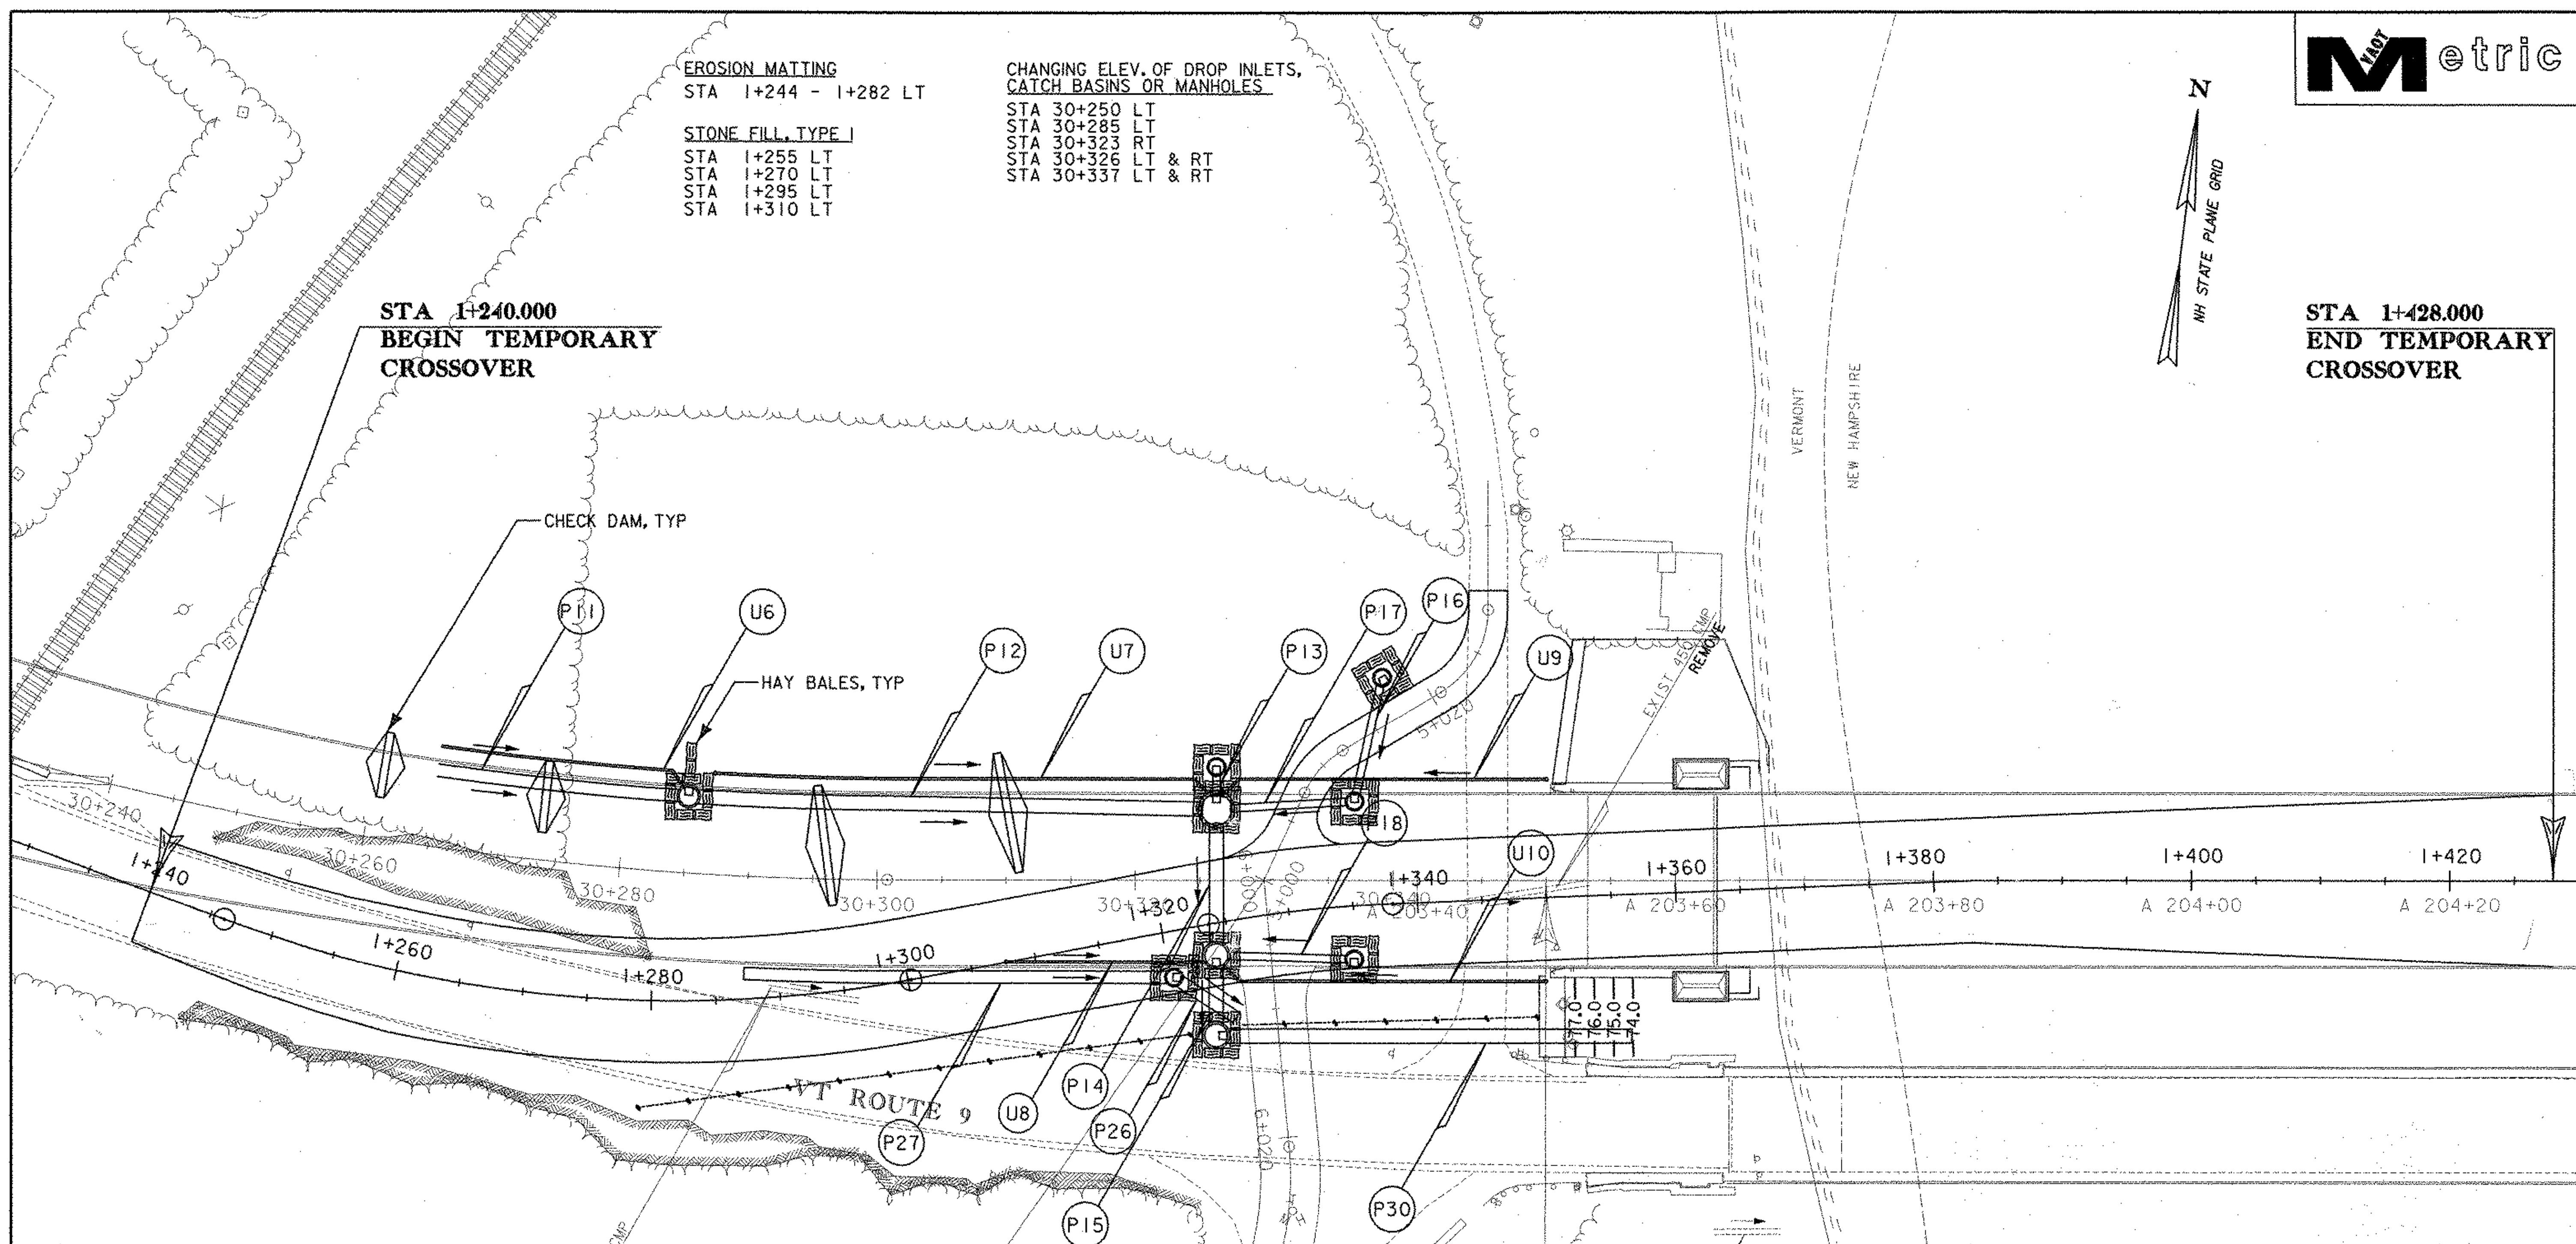 EROSION MATTING
STA 1+244 - 1+282 LT
STONE FILL, TYPE I
STA 1+255 LT
STA 1+270 LT
STA 1+295 LT
STA 1+310 LT
CHANGING ELEV. OF DROP INLETS,
CATCH BASINS OR MANHOLES
STA 30+250 LT
STA 30+285 LT
STA 30+323 RT
STA 30+326 LT & RT
STA 30+337 LT & RT
VAOT
Metric
N
NH STATE PLANE GRID
STA 1+240.000
BEGIN TEMPORARY
CROSSOVER
STA 1+428.000
END TEMPORARY
CROSSOVER
VERMONT
NEW HAMPSHIRE
CHECK DAM, TYP
HAY BALES, TYP
P11
U6
P12
U7
P13
P17
P16
U9
EXIST 450 CMP
REMOVE
5+020
P18
U10
30+240
30+260
30+280
30+300
30+340
1+240
1+260
1+280
1+300
1+320
1+340
1+360
1+380
1+400
1+420
6+000
5+000
A 203+40
A 203+60
A 203+80
A 204+00
A 204+20
77.0
76.0
75.0
74.0
VT ROUTE 9
P27
U8
P14
P26
P15
P30
6+020
CMP